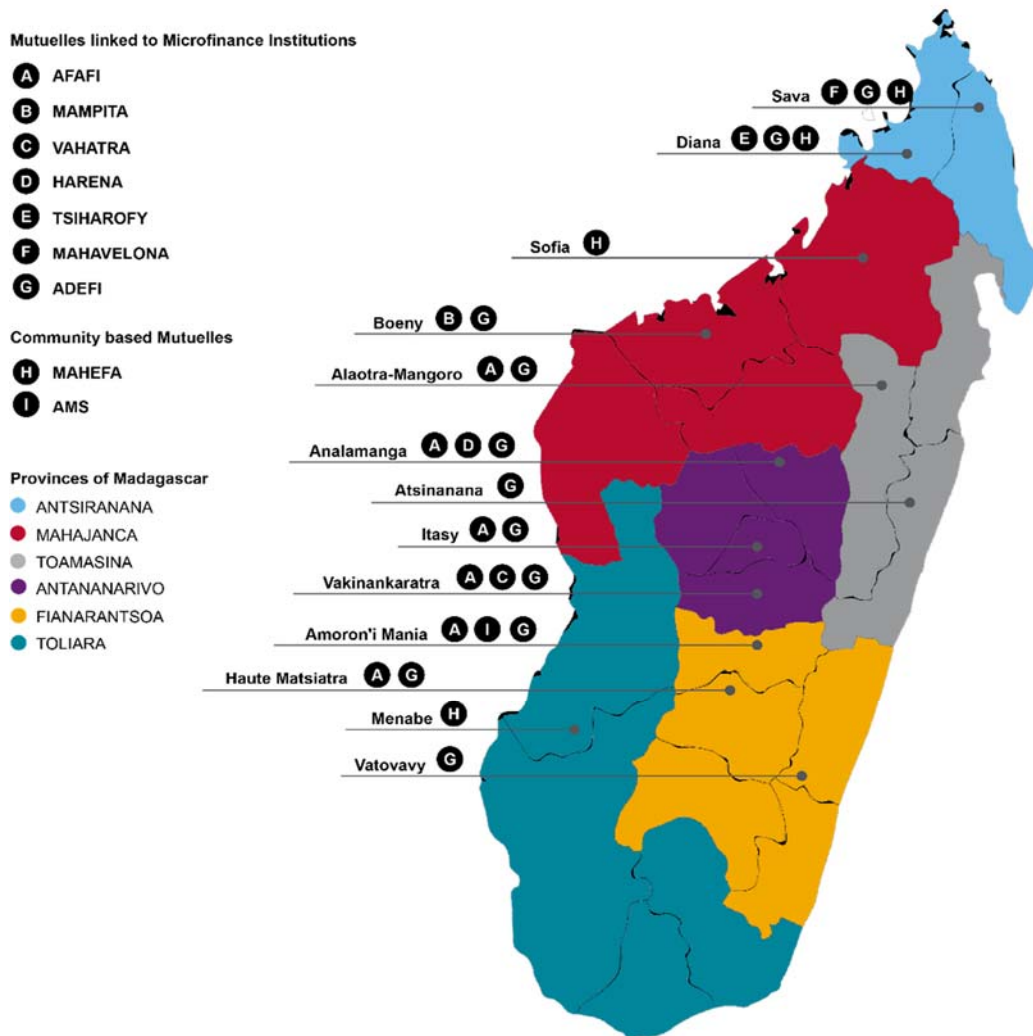 Mutuelles linked to Microfinance Institutions
A AFAFI
B MAMPITA
C VAHATRA
D HARENA
E TSIHAROFY
F MAHAVELONA
G ADEFI
Community based Mutuelles
H MAHEFA
I AMS
Provinces of Madagascar
ANTSIRANANA
MAHAJANCA
TOAMASINA
ANTANANARIVO
FIANARANTSOA
TOLIARA
Sava F G H
Diana E G H
Sofia H
Boeny B G
Alaotra-Mangoro A G
Analamanga A D G
Atsinanana G
Itasy A G
Vakinankaratra A C G
Amoron'i Mania A I G
Haute Matsiatra A G
Menabe H
Vatovavy G